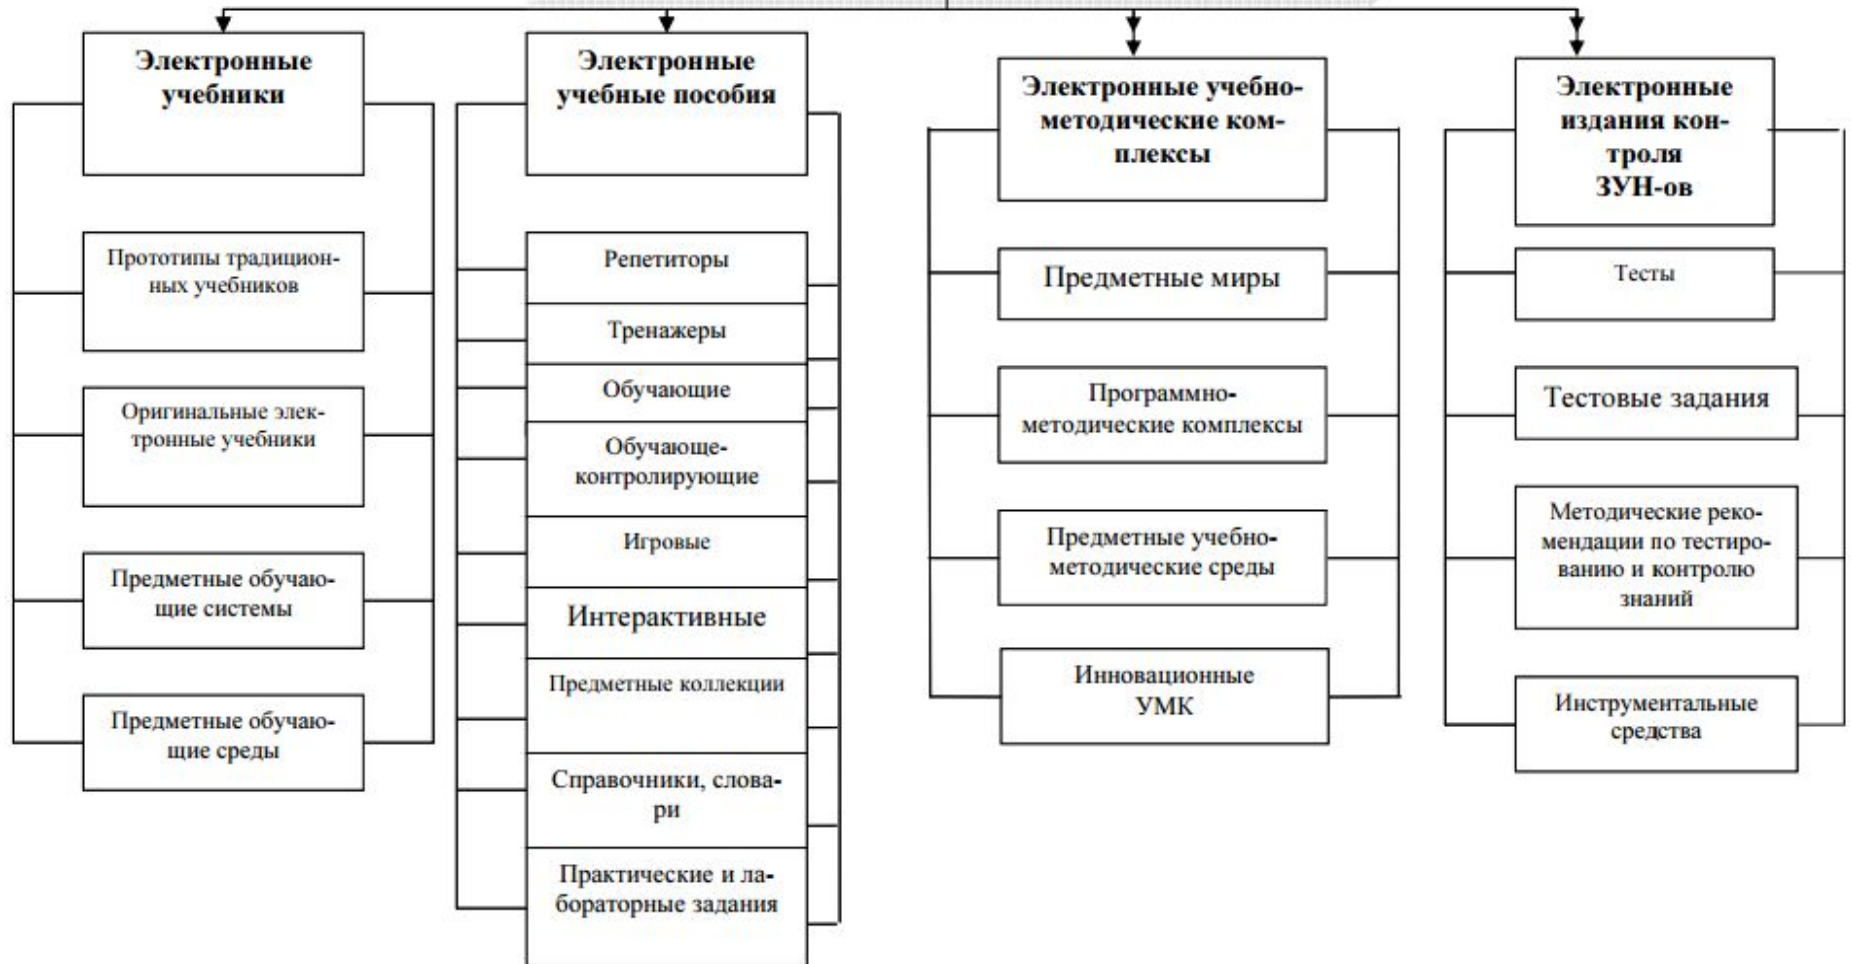 Электронные
учебники
Прототипы традицион-
ных учебников
Оригинальные элек-
тронные учебники
Предметные обучаю-
щие системы
Предметные обучаю-
щие среды
Электронные
учебные пособия
Репетиторы
Тренажеры
Обучающие
Обучающе-
контролирующие
Игровые
Интерактивные
Предметные коллекции
Справочники, слова-
ри
Практические и ла-
бораторные задания
Электронные учебно-
методические ком-
плексы
Предметные миры
Программно-
методические комплексы
Предметные учебно-
методические среды
Инновационные
УМК
Электронные
издания кон-
троля
ЗУН-ов
Тесты
Тестовые задания
Методические реко-
мендации по тестиро-
ванию и контролю
знаний
Инструментальные
средства